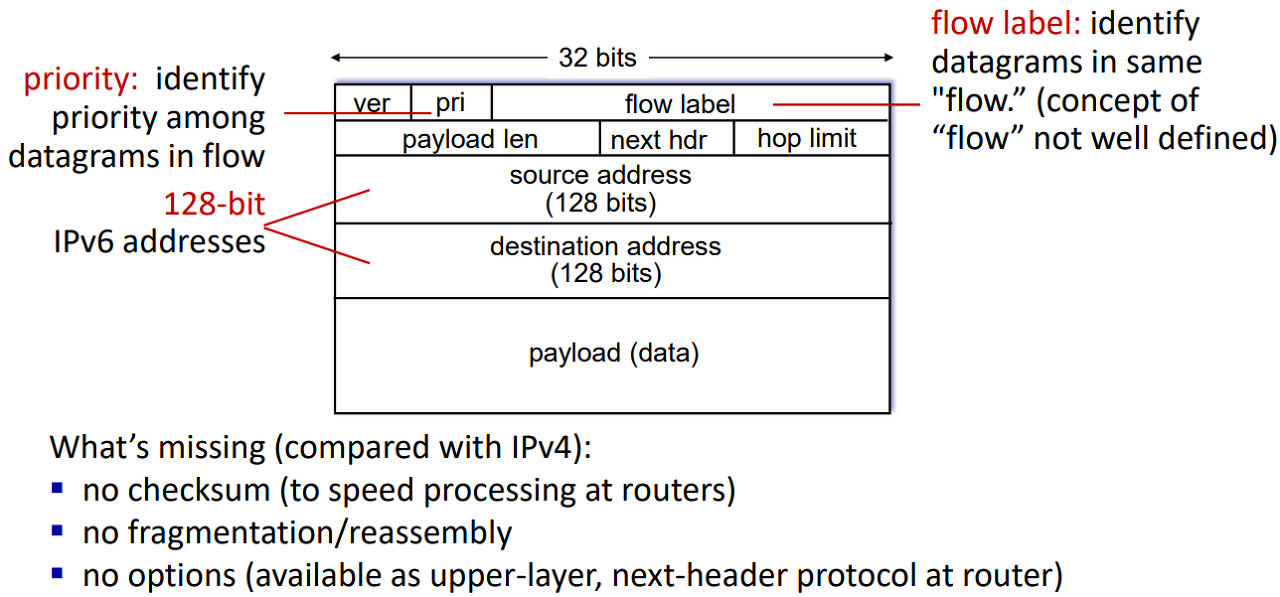 priority: identify
priority among
datagrams in flow
128-bit
IPv6 addresses
32 bits
ver pri flow label
payload len next hdr hop limit
source address
(128 bits)
destination address
(128 bits)
payload (data)
flow label: identify
datagrams in same
"flow.” (concept of
“flow” not well defined)
What’s missing (compared with IPv4):
▪ no checksum (to speed processing at routers)
▪ no fragmentation/reassembly
▪ no options (available as upper-layer, next-header protocol at router)